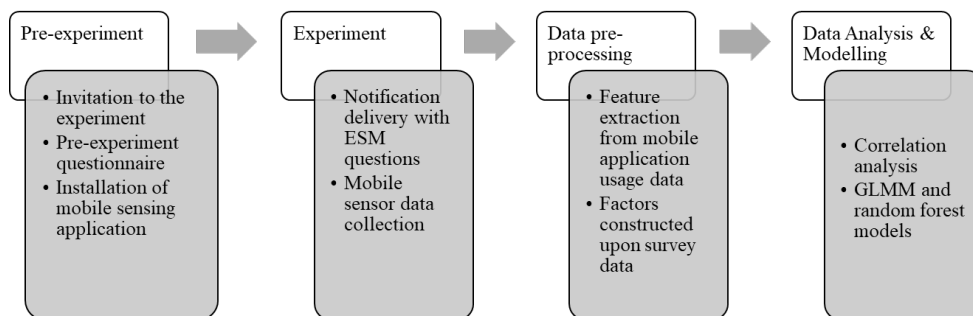 Pre-experiment
• Invitation to the
experiment
• Pre-experiment
questionnaire
• Installation of
mobile sensing
application
Experiment
• Notification
delivery with
ESM
questions
• Mobile
sensor data
collection
Data pre-
processing
• Feature
extraction
from mobile
application
usage data
• Factors
constructed
upon survey
data
Data Analysis &
Modelling
• Correlation
analysis
• GLMM and
random forest
models